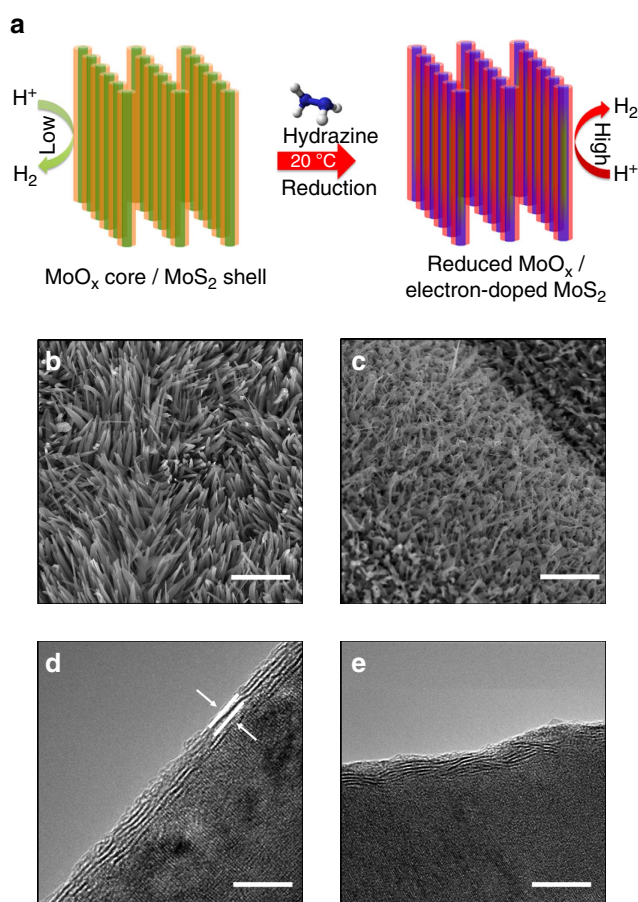 a
H⁺
Low
H₂
Hydrazine
20 °C
Reduction
H₂
High
H⁺
MoOₓ core / MoS₂ shell
Reduced MoOₓ /
electron-doped MoS₂
b
c
d
e